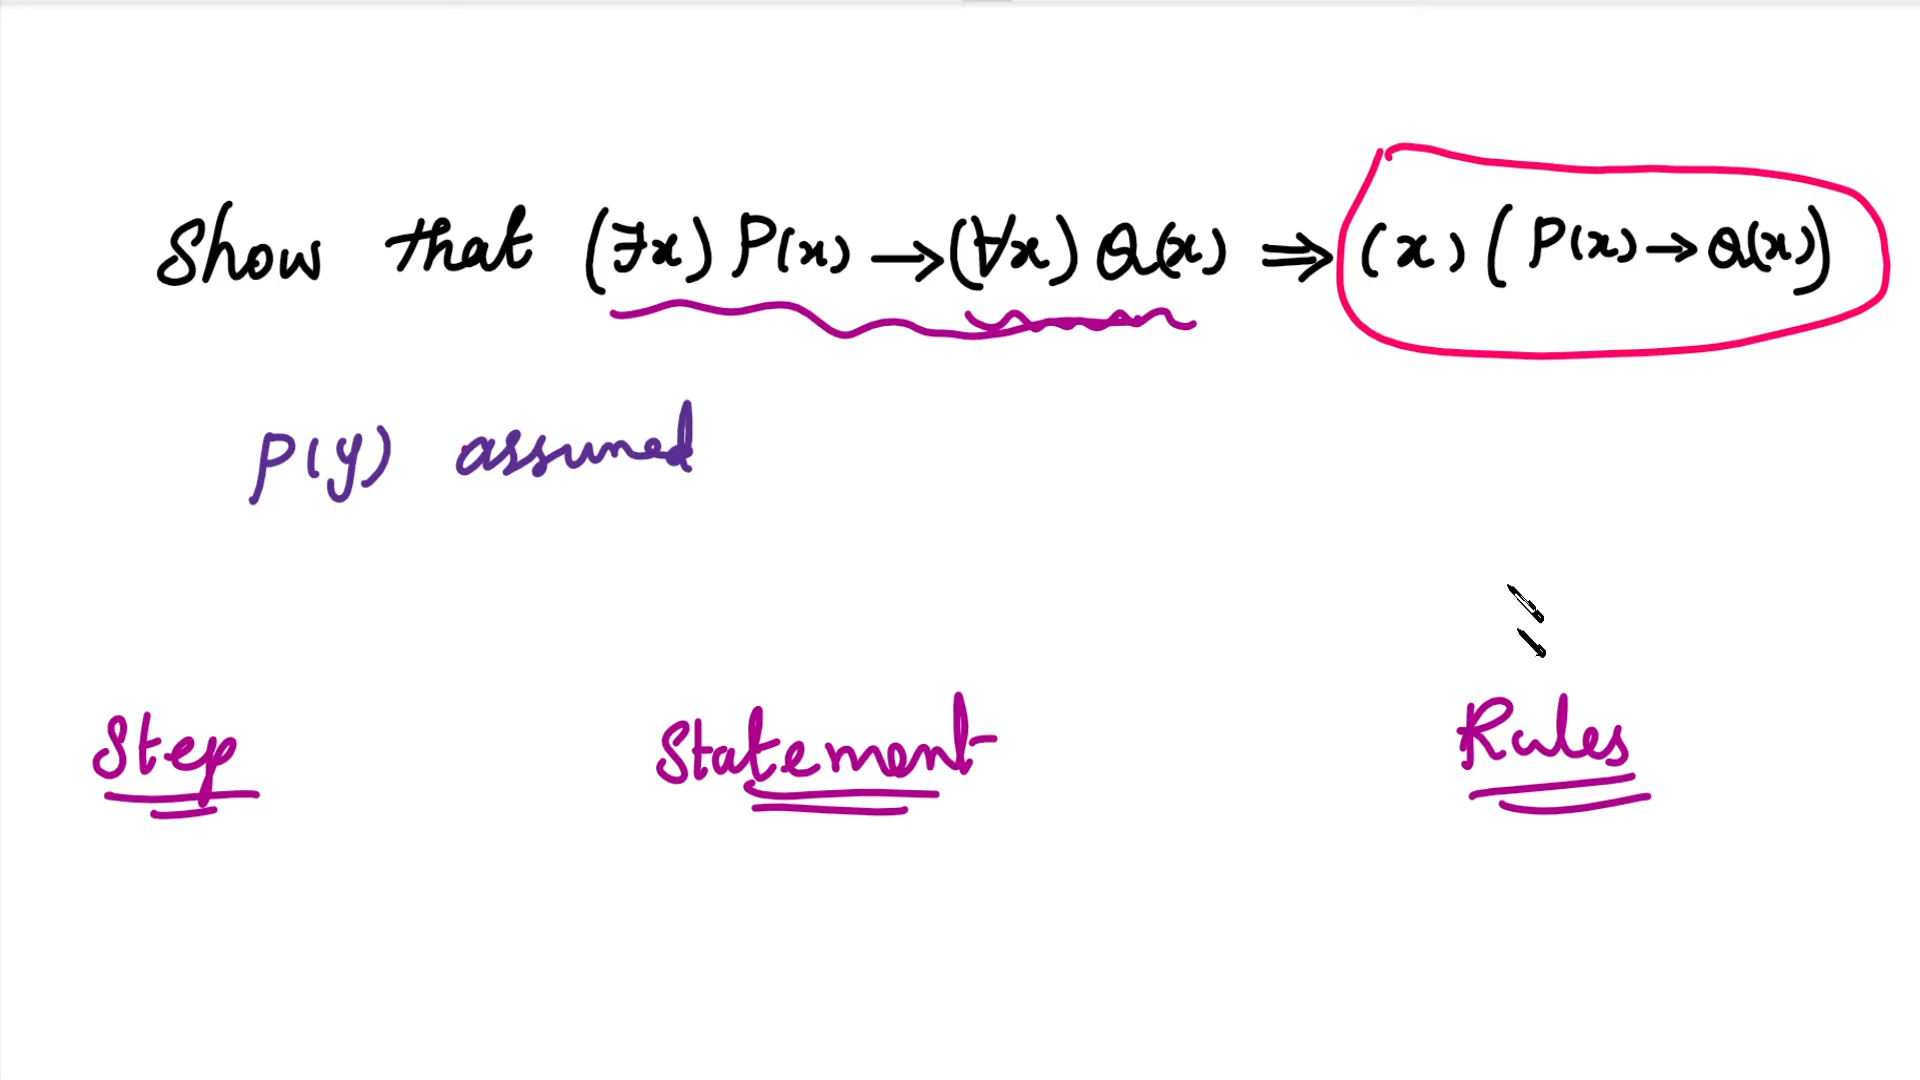 Show that (∃x) P(x) → (∀x) Q(x) ⇒ (x) (P(x) → Q(x))
P(y) assumed
Step Statement Rules